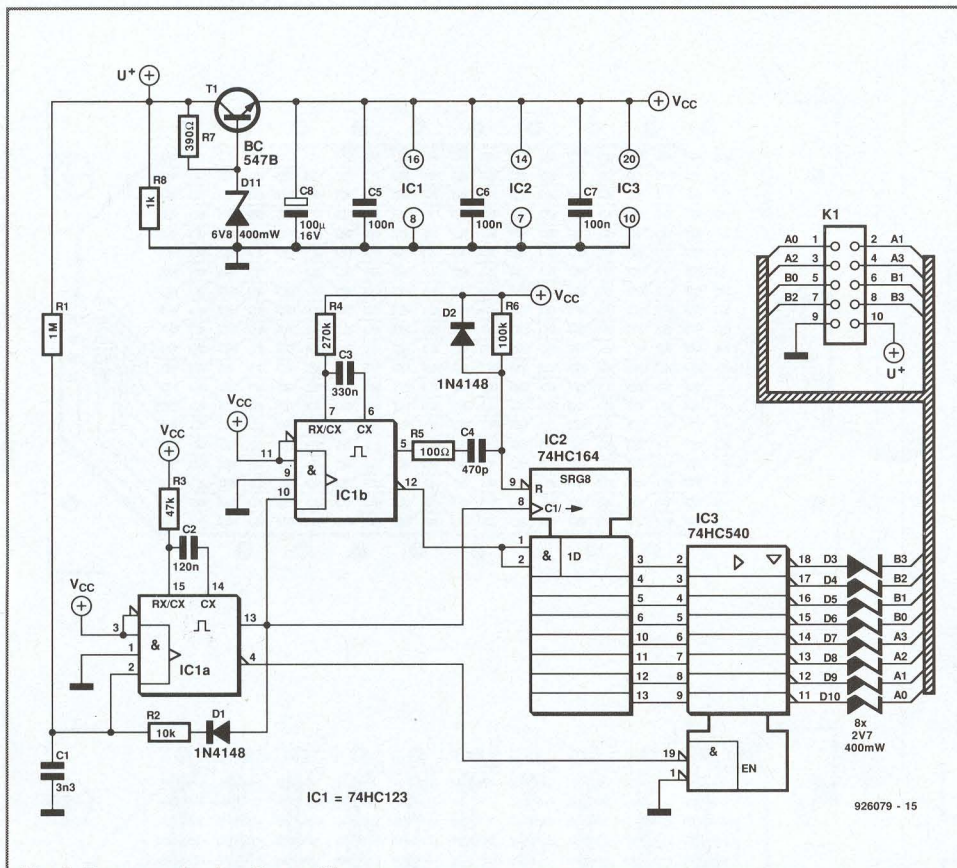 U+
T1
VCC
390Ω
R7
BC
547B
R8
1k
D11
6V8
400mW
C8
100µ
16V
C5
100n
16
IC1
8
C6
100n
14
IC2
7
C7
100n
20
IC3
10
K1
A0 1 2 A1
A2 3 4 A3
B0 5 6 B1
B2 7 8 B3
9 10
U+
R1
1M
R4
270k
C3
330n
D2
1N4148
R6
100k
VCC
7 6
RX/CX CX
VCC
11
9
10
&
IC1b
5
12
R5
100Ω
C4
470p
IC2
74HC164
9 R SRG8
8 C1/
1
2
& 1D
VCC
R3
47k
C2
120n
15 14
RX/CX CX
VCC
3
1
2
&
IC1a
13
4
R2
10k
D1
1N4148
C1
3n3
IC3
74HC540
3 2 18 D3 B3
4 3 17 D4 B2
5 4 16 D5 B1
6 5 15 D6 B0
10 6 14 D7 A3
11 7 13 D8 A2
12 8 12 D9 A1
13 9 11 D10 A0
8x
2V7
400mW
19
1
&
EN
IC1 = 74HC123
926079 - 15